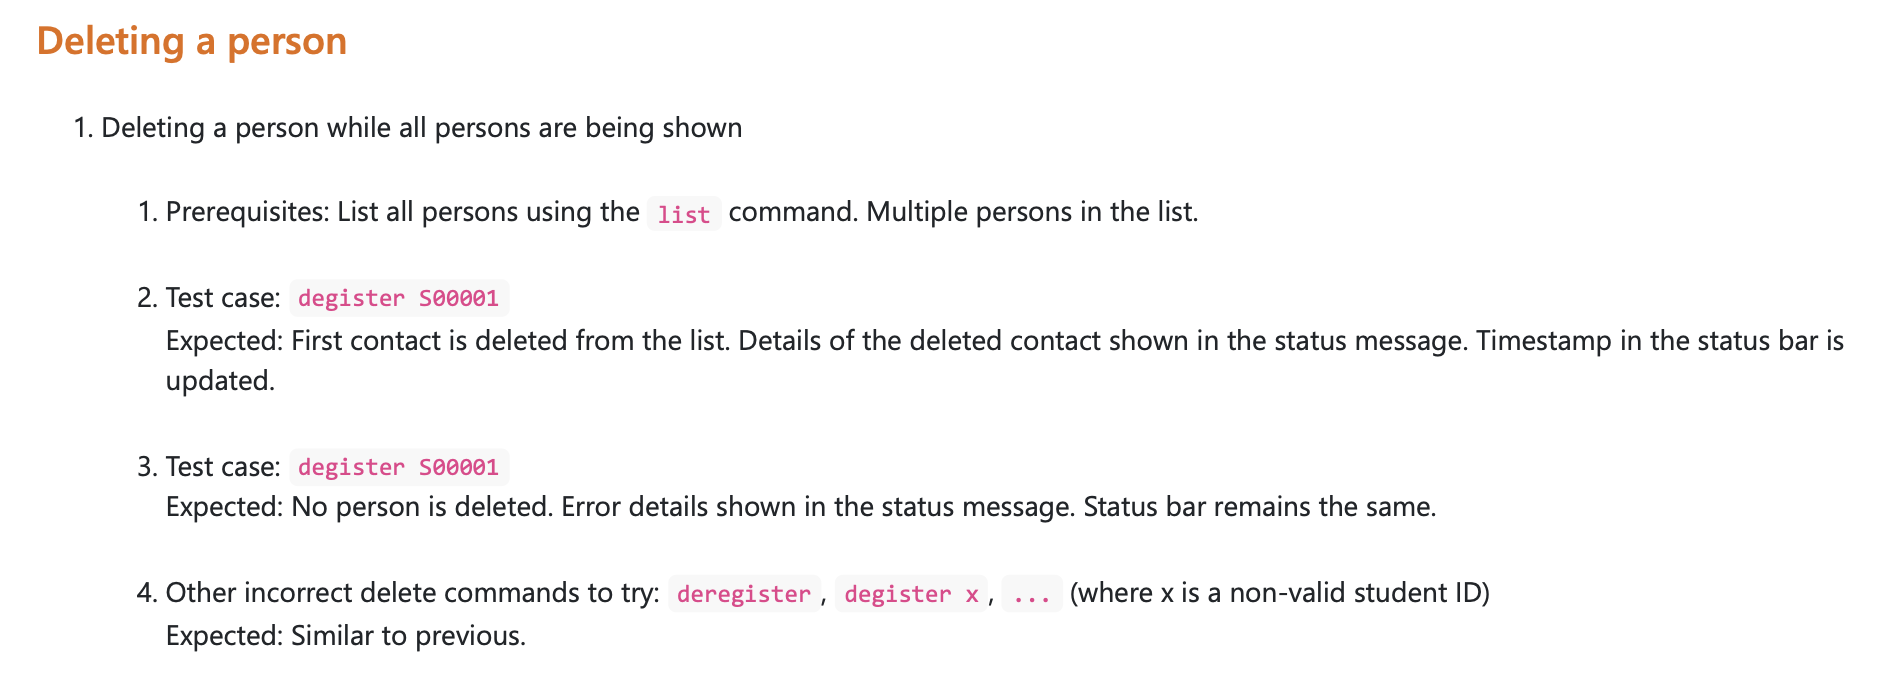 Deleting a person
1. Deleting a person while all persons are being shown
1. Prerequisites: List all persons using the list command. Multiple persons in the list.
2. Test case: degister S00001
Expected: First contact is deleted from the list. Details of the deleted contact shown in the status message. Timestamp in the status bar is
updated.
3. Test case: degister S00001
Expected: No person is deleted. Error details shown in the status message. Status bar remains the same.
4. Other incorrect delete commands to try: deregister, degister x, ... (where x is a non-valid student ID)
Expected: Similar to previous.